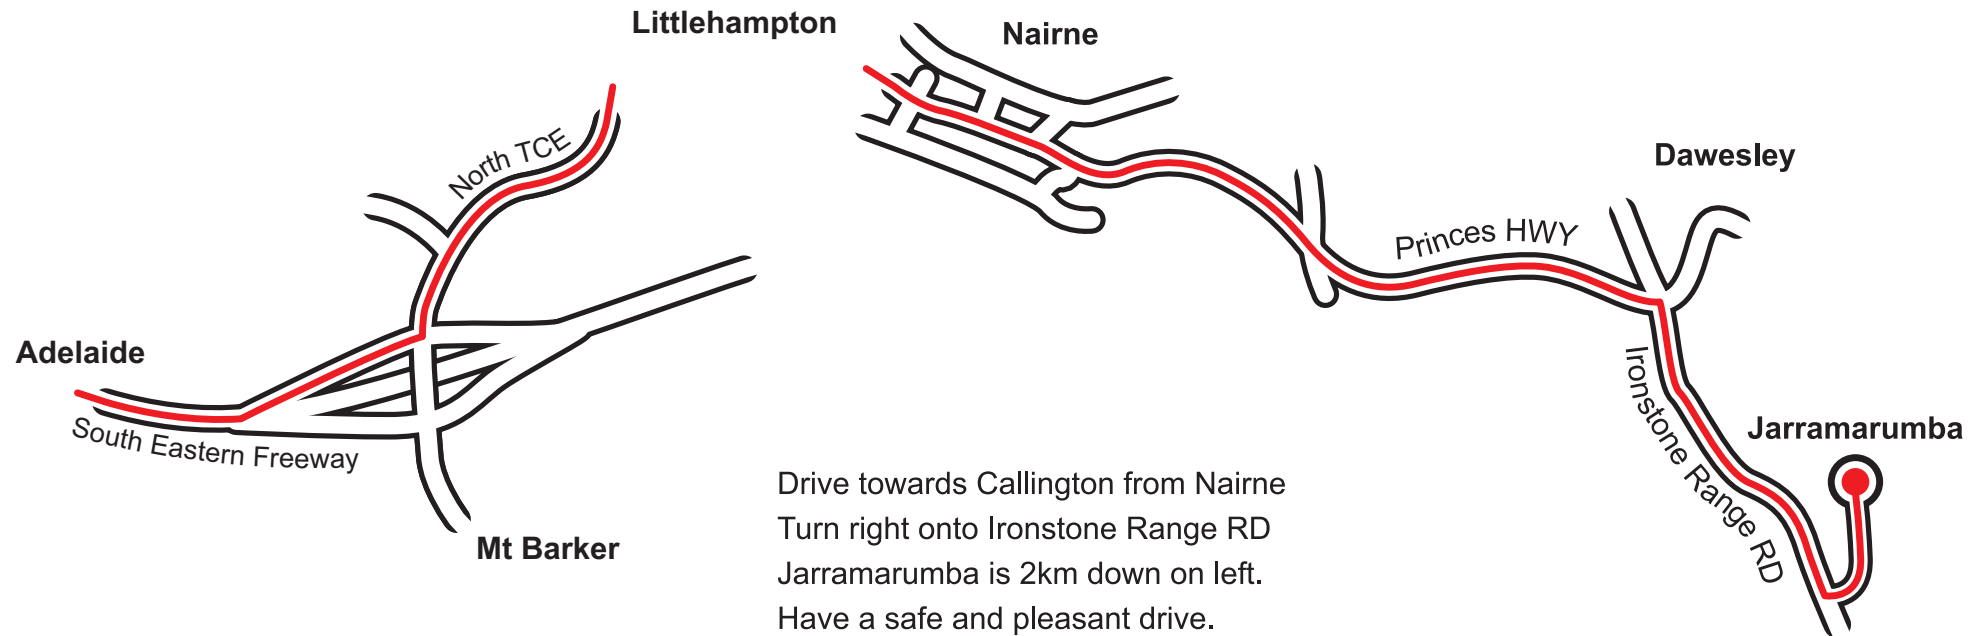 Littlehampton
Nairne
North TCE
Dawesley
Princes HWY
Adelaide
South Eastern Freeway
Ironstone Range RD
Jarramarumba
Mt Barker
Drive towards Callington from Nairne
Turn right onto Ironstone Range RD
Jarramarumba is 2km down on left.
Have a safe and pleasant drive.